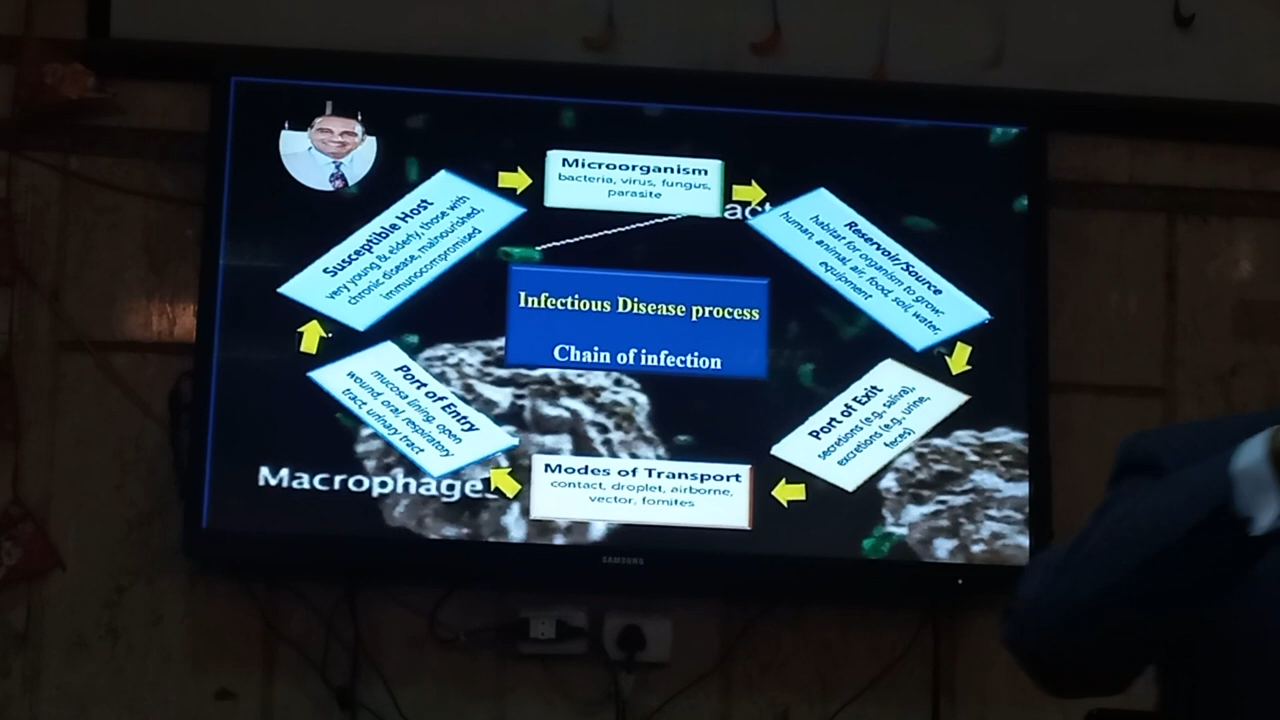 Microorganism
bacteria, virus, fungus,
parasite
Reservoir/Source
habitat for organism to grow:
human, animal, air, food, soil, water,
equipment
Port of Exit
secretions (e.g., saliva),
excretions (e.g., urine,
feces)
Modes of Transport
contact, droplet, airborne,
vector, fomites
Port of Entry
mucosa lining, open
wound, oral, respiratory
tract, urinary tract
Susceptible Host
very young & elderly, those with
chronic disease, malnourished,
immunocompromised
Infectious Disease process
Chain of infection
SAMSUNG